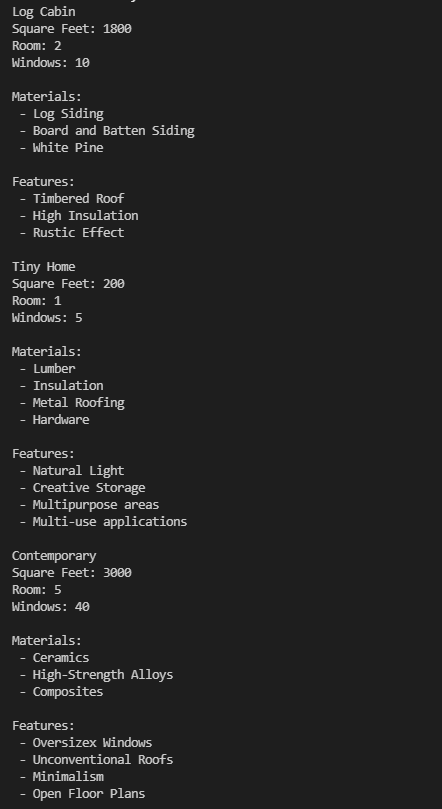 Log Cabin
Square Feet: 1800
Room: 2
Windows: 10
Materials:
- Log Siding
- Board and Batten Siding
- White Pine
Features:
- Timbered Roof
- High Insulation
- Rustic Effect
Tiny Home
Square Feet: 200
Room: 1
Windows: 5
Materials:
- Lumber
- Insulation
- Metal Roofing
- Hardware
Features:
- Natural Light
- Creative Storage
- Multipurpose areas
- Multi-use applications
Contemporary
Square Feet: 3000
Room: 5
Windows: 40
Materials:
- Ceramics
- High-Strength Alloys
- Composites
Features:
- Oversizex Windows
- Unconventional Roofs
- Minimalism
- Open Floor Plans